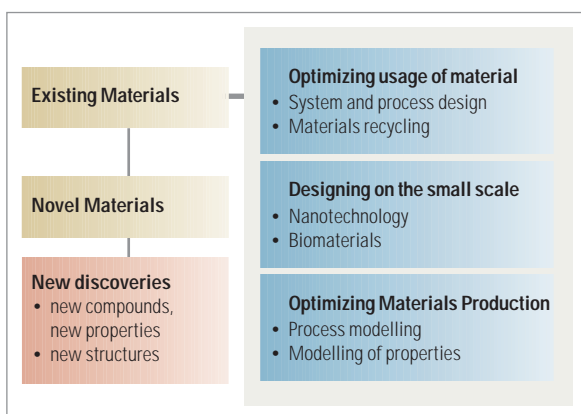 Existing Materials
Novel Materials
New discoveries
• new compounds,
new properties
• new structures
Optimizing usage of material
• System and process design
• Materials recycling
Designing on the small scale
• Nanotechnology
• Biomaterials
Optimizing Materials Production
• Process modelling
• Modelling of properties